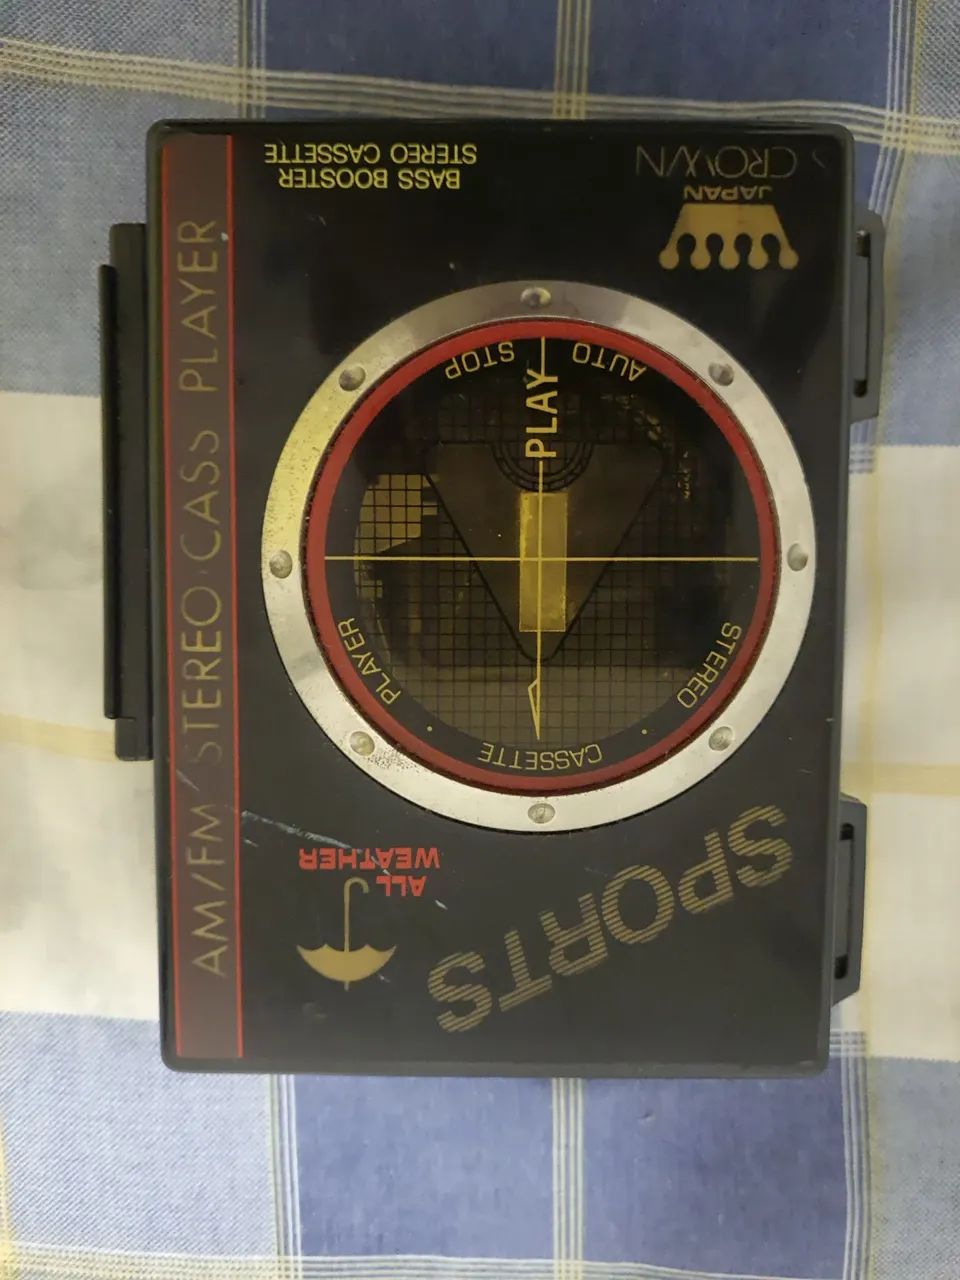 SPORTS
ALL
WEATHER
AUTO STOP
PLAY
STEREO CASSETTE PLAYER
JAPAN
CROWN
BASS BOOSTER
STEREO CASSETTE
AM/FM STEREO CASS PLAYER